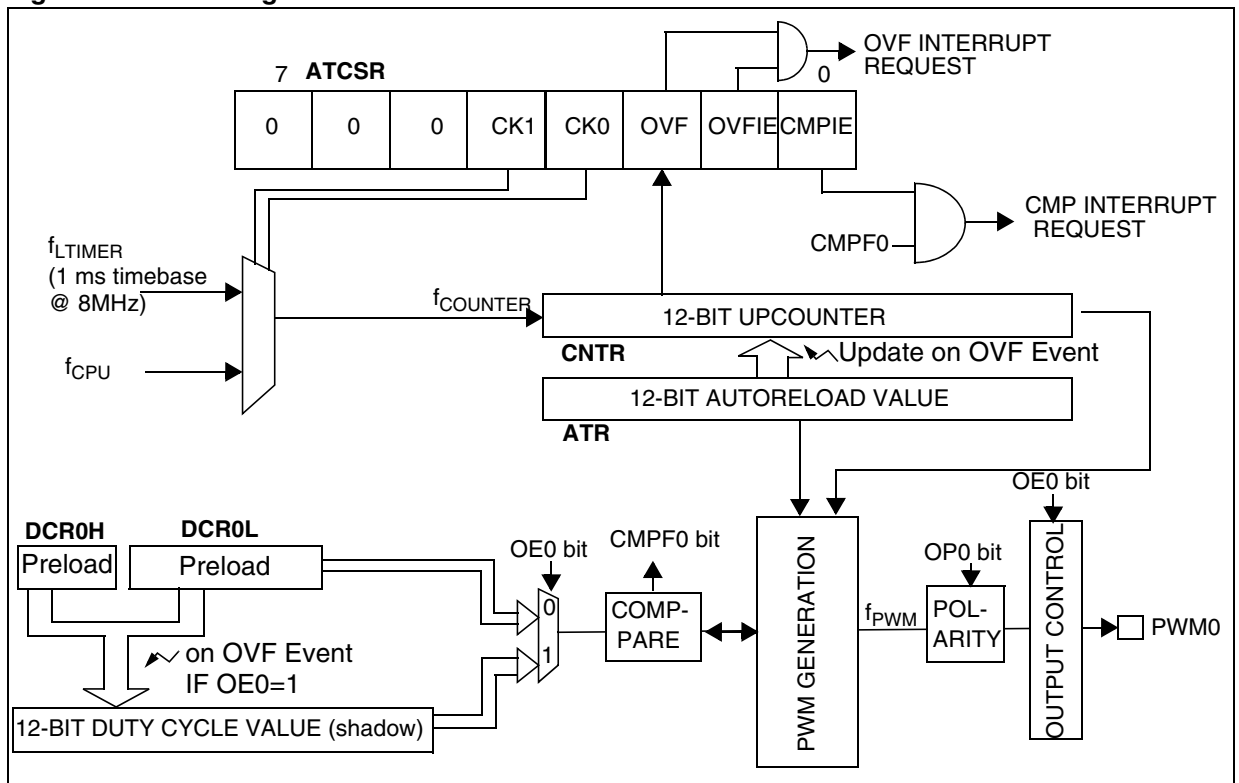 7 ATCSR 0
0 0 0 CK1 CK0 OVF OVFIE CMPIE
OVF INTERRUPT
REQUEST
CMP INTERRUPT
REQUEST
CMPF0
fLTIMER
(1 ms timebase
@ 8MHz)
fCPU
fCOUNTER
12-BIT UPCOUNTER
CNTR
Update on OVF Event
12-BIT AUTORELOAD VALUE
ATR
OE0 bit
DCR0H
DCR0L
Preload
Preload
OE0 bit
CMPF0 bit
0
1
COMP-
PARE
PWM GENERATION
fPWM
OP0 bit
POL-
ARITY
OUTPUT CONTROL
PWM0
on OVF Event
IF OE0=1
12-BIT DUTY CYCLE VALUE (shadow)